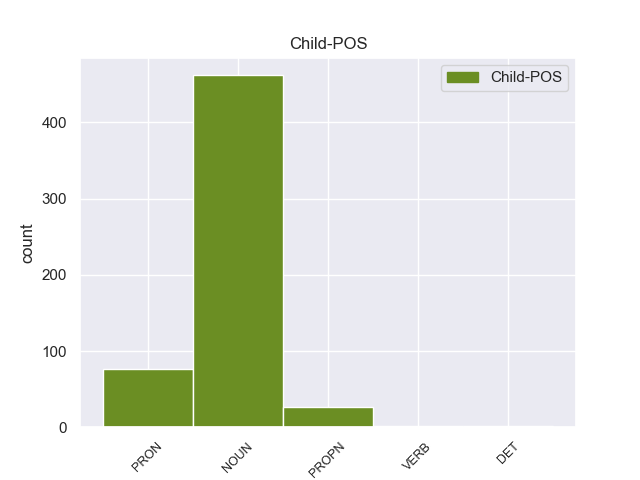 Child-POS
Child-POS
count
400
300
200
100
0
PRON
NOUN
PROPN
VERB
DET